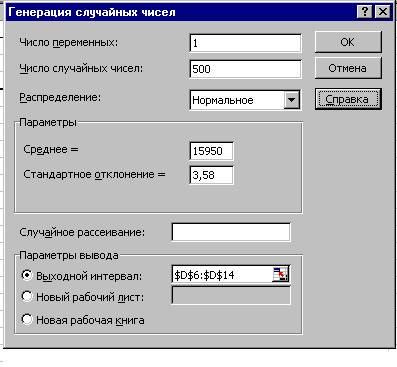 Генерация случайных чисел
Число переменных: 1 ОК
Число случайных чисел: 500 Отмена
Распределение: Нормальное Справка
Параметры
Среднее = 15950
Стандартное отклонение = 3,58
Случайное рассеивание:
Параметры вывода
Выходной интервал: $D$6:$D$14
Новый рабочий лист:
Новая рабочая книга